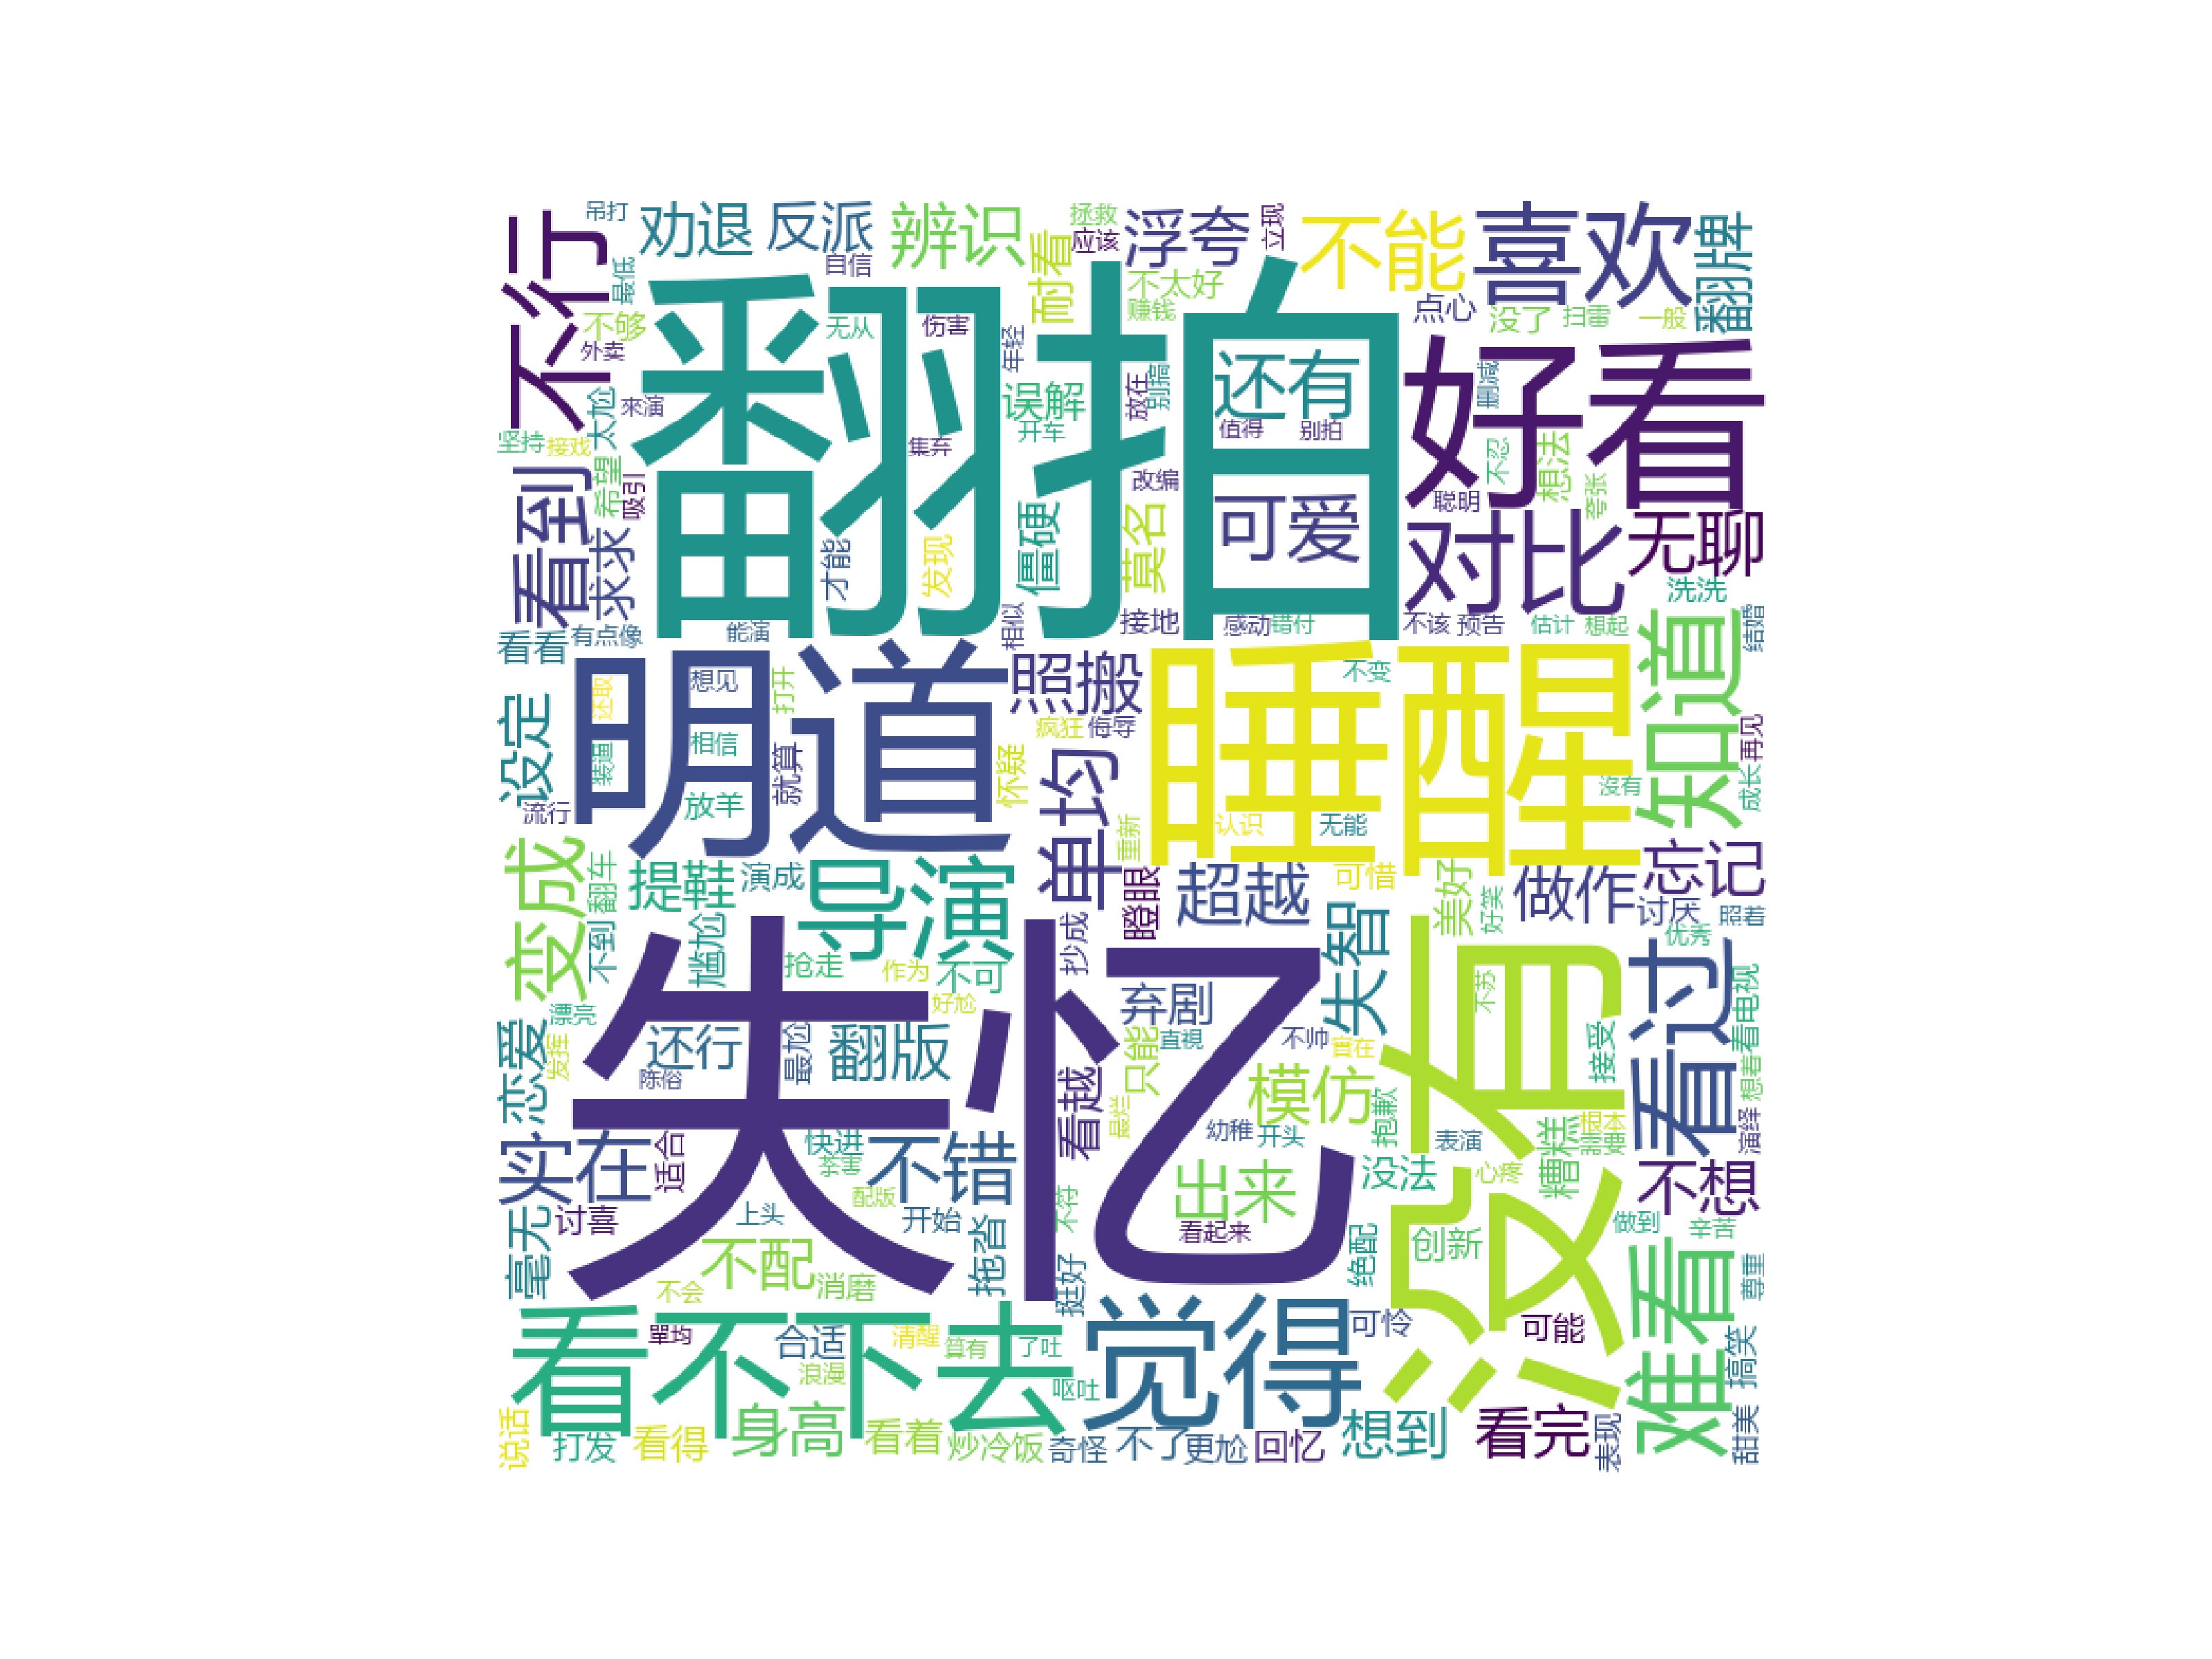 吊打
劝退
反派
辨识
拯救
应该
浮夸
立现
不能
喜欢
翻牌
不行
最低
自信
耐看
不太好
赚钱
翻拍
不够
外卖
无从
伤害
年轻
点心
没了
扫雷
一般
还有
好看
太尬
來演
误解
开车
放在
别搞
删减
坚持
接戏
集弃
值得
别拍
看到
希望
吸引
改编
不忍
想法
夸张
聪明
求求
才能
发现
僵硬
莫名
可爱
对比
无聊
洗洗
看看
有点像
能演
相似
接地
感动
错付
不该
预告
估计
想起
结婚
知道
明道
想见
打开
还取
照搬
睡醒
不变
设定
装逼
相信
就算
疯狂
侮辱
再见
流行
放羊
怀疑
单均
重新
认识
无能
沒有
成长
变成
翻车
提鞋
演成
导演
瞪眼
超越
可惜
美好
好笑
做作
忘记
讨厌
照着
不到
尴尬
抢走
作为
不可
抄成
失智
优秀
失忆
没有
漂亮
好尬
弃剧
不苏
看过
看电视
恋爱
发挥
还行
最尬
翻版
只能
直視
不帅
实在
接受
想着
陈俗
看越
最烂
模仿
抱歉
根本
演绎
实在
适合
快进
荼害
不错
幼稚
开头
表演
糟糕
需要
配版
出来
没法
心疼
不想
毫无
讨喜
上头
开始
拖沓
不符
看起来
绝配
创新
做到
辛苦
不配
不会
消磨
挺好
难看
尊重
看不下去
單均
合适
清醒
算有
了吐
觉得
可怜
可能
搞笑
浪漫
呕吐
说话
打发
看得
身高
看着
炒冷饭
奇怪
不了
更尬
回忆
想到
看完
表现
甜美